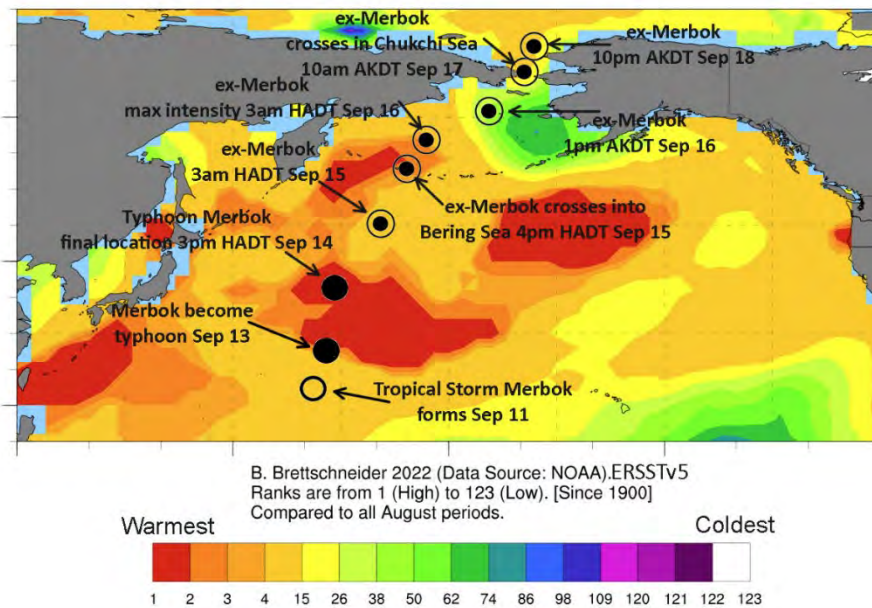 ex-Merbok
crosses in Chukchi Sea
10am AKDT Sep 17
ex-Merbok
10pm AKDT Sep 18
ex-Merbok
max intensity 3am HADT Sep 16
ex-Merbok
1pm AKDT Sep 16
ex-Merbok
3am HADT Sep 15
ex-Merbok crosses into
Bering Sea 4pm HADT Sep 15
Typhoon Merbok
final location 3pm HADT Sep 14
Merbok become
typhoon Sep 13
Tropical Storm Merbok
forms Sep 11
B. Brettschneider 2022 (Data Source: NOAA).ERSSTv5
Ranks are from 1 (High) to 123 (Low). [Since 1900]
Compared to all August periods.
Warmest Coldest
1 2 3 4 15 26 38 50 62 74 86 98 109 120 121 122 123